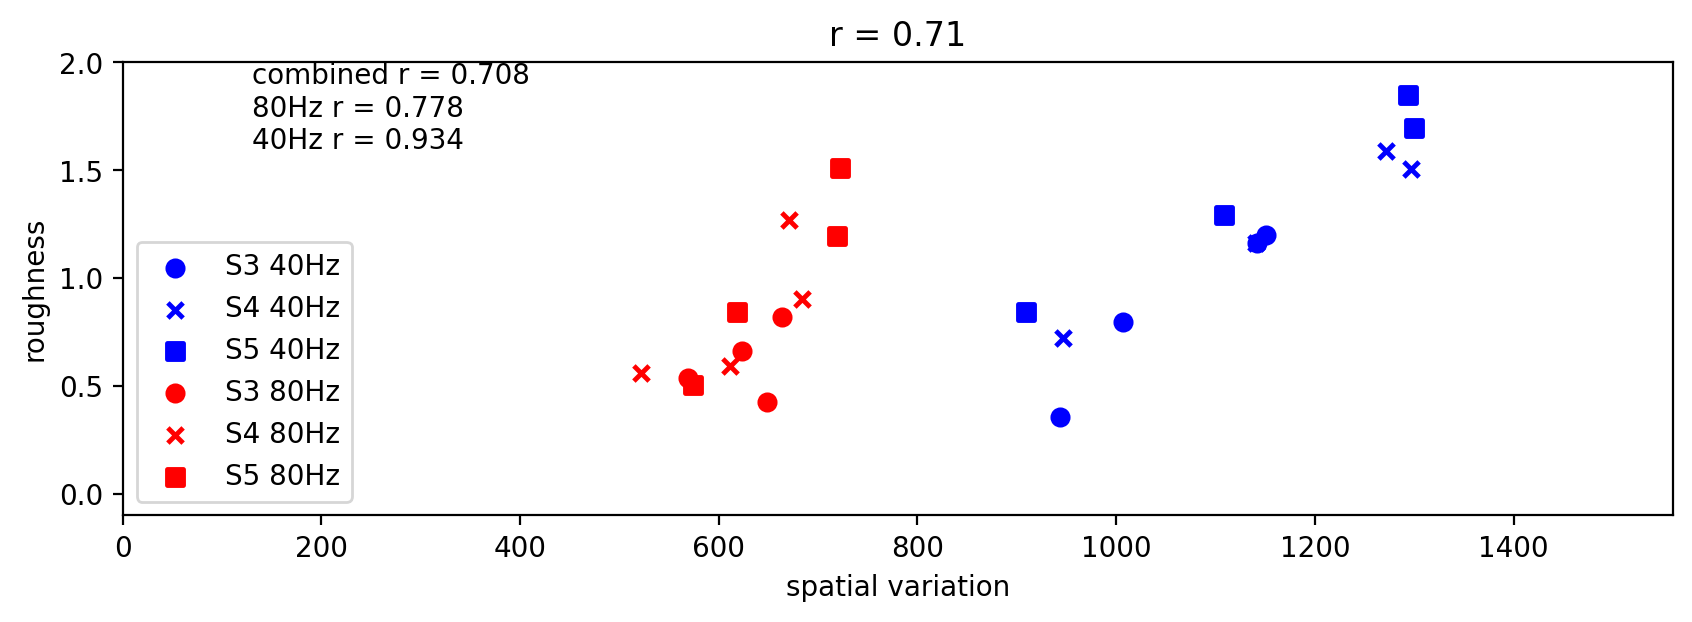 r = 0.71
combined r = 0.708
80Hz r = 0.778
40Hz r = 0.934
roughness
2.0
1.5
1.0
0.5
0.0
S3 40Hz
S4 40Hz
S5 40Hz
S3 80Hz
S4 80Hz
S5 80Hz
0 200 400 600 800 1000 1200 1400
spatial variation